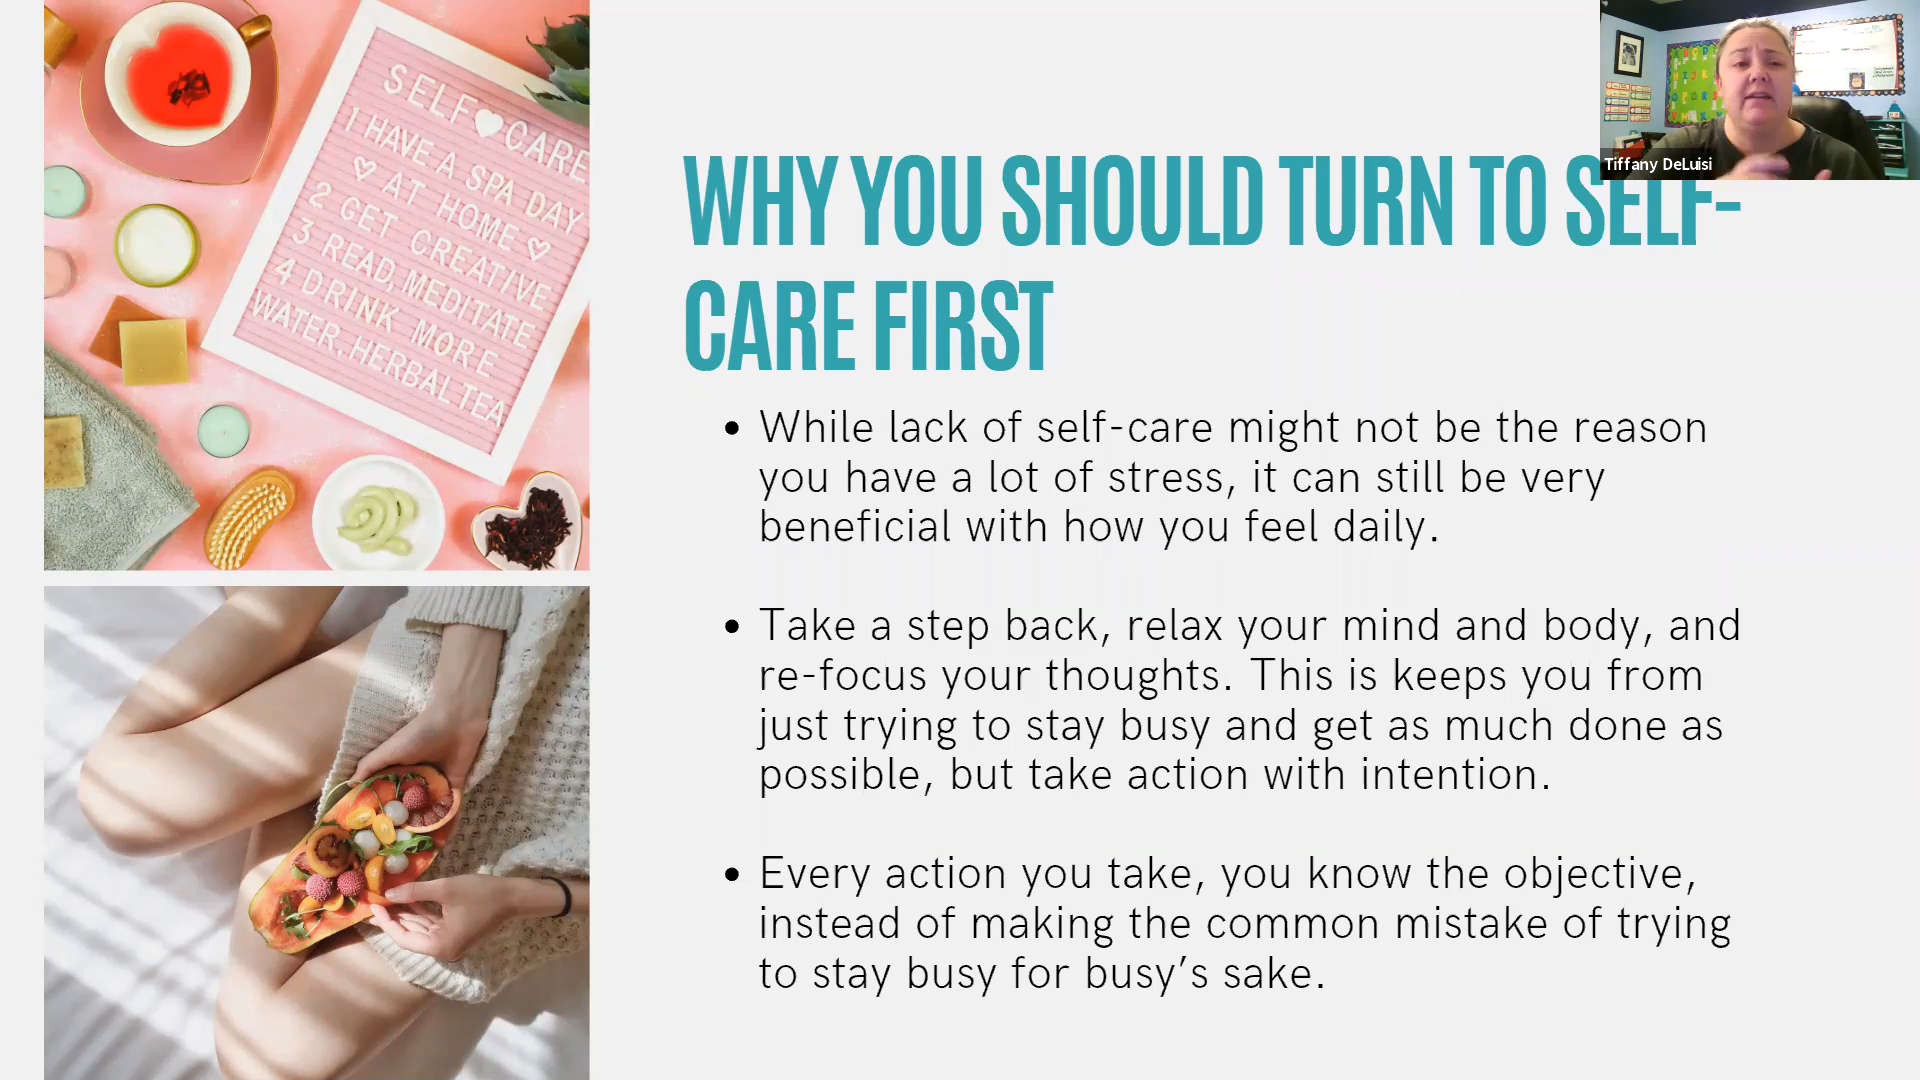 SELF♥CARE
1 HAVE A SPA DAY
♡ AT HOME ♡
2 GET CREATIVE
3 READ, MEDITATE
4 DRINK MORE
WATER, HERBAL TEA
Tiffany DeLuisi
WHY YOU SHOULD TURN TO SELF-
CARE FIRST
• While lack of self-care might not be the reason
you have a lot of stress, it can still be very
beneficial with how you feel daily.
• Take a step back, relax your mind and body, and
re-focus your thoughts. This is keeps you from
just trying to stay busy and get as much done as
possible, but take action with intention.
• Every action you take, you know the objective,
instead of making the common mistake of trying
to stay busy for busy’s sake.